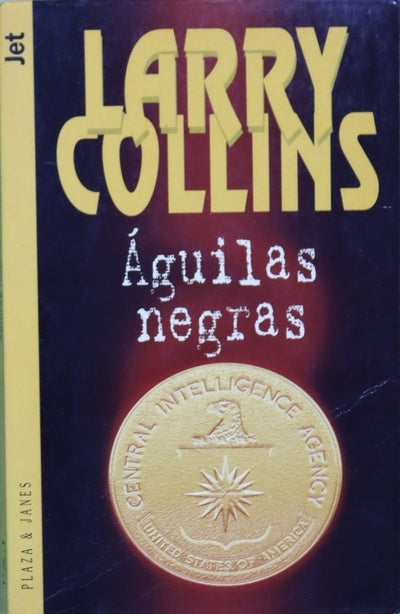 Jet
LARRY
COLLINS
Águilas
negras
CENTRAL INTELLIGENCE AGENCY
UNITED STATES OF AMERICA
PLAZA & JANES